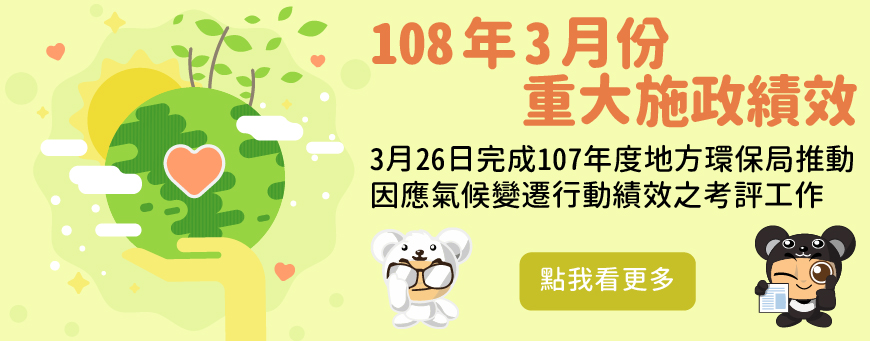 108年3月份
重大施政績效
3月26日完成107年度地方環保局推動
因應氣候變遷行動績效之考評工作
點我看更多